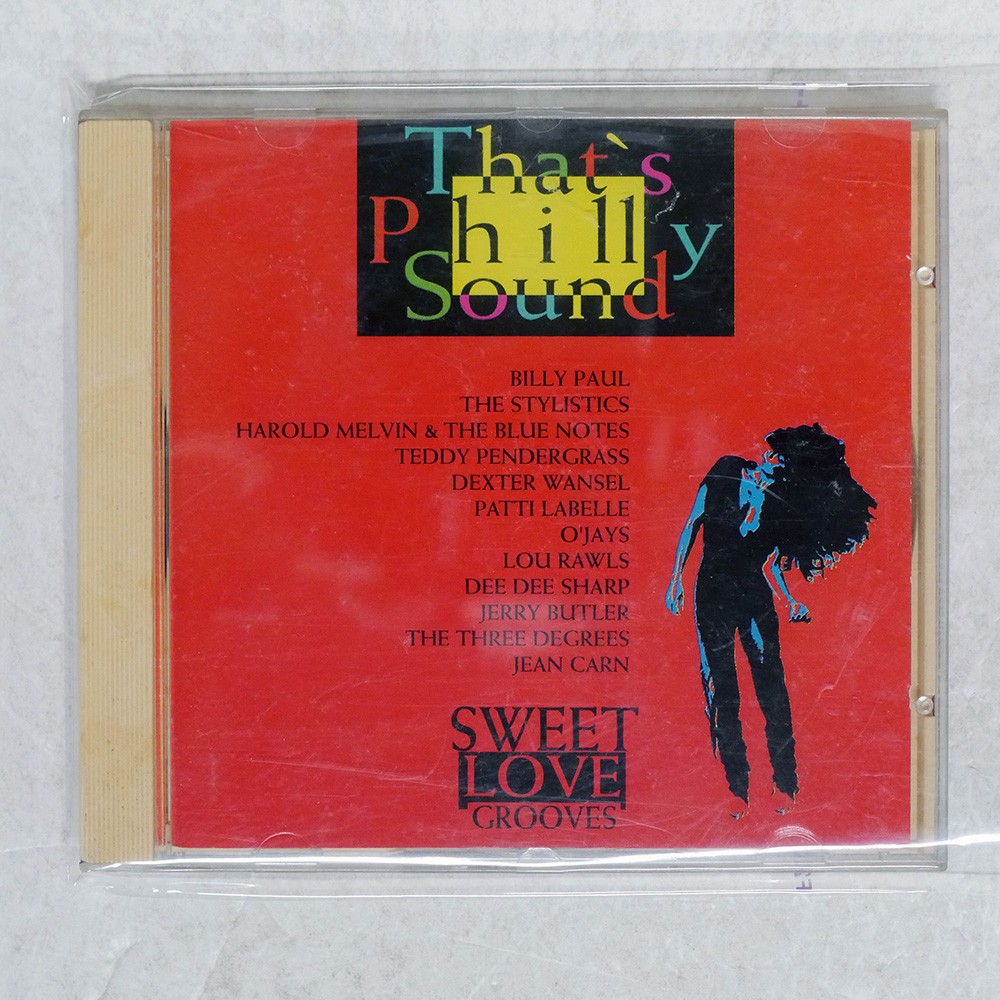 That`s
Philly
Sound
BILLY PAUL
THE STYLISTICS
HAROLD MELVIN & THE BLUE NOTES
TEDDY PENDERGRASS
DEXTER WANSEL
PATTI LABELLE
O'JAYS
LOU RAWLS
DEE DEE SHARP
JERRY BUTLER
THE THREE DEGREES
JEAN CARN
SWEET
LOVE
GROOVES